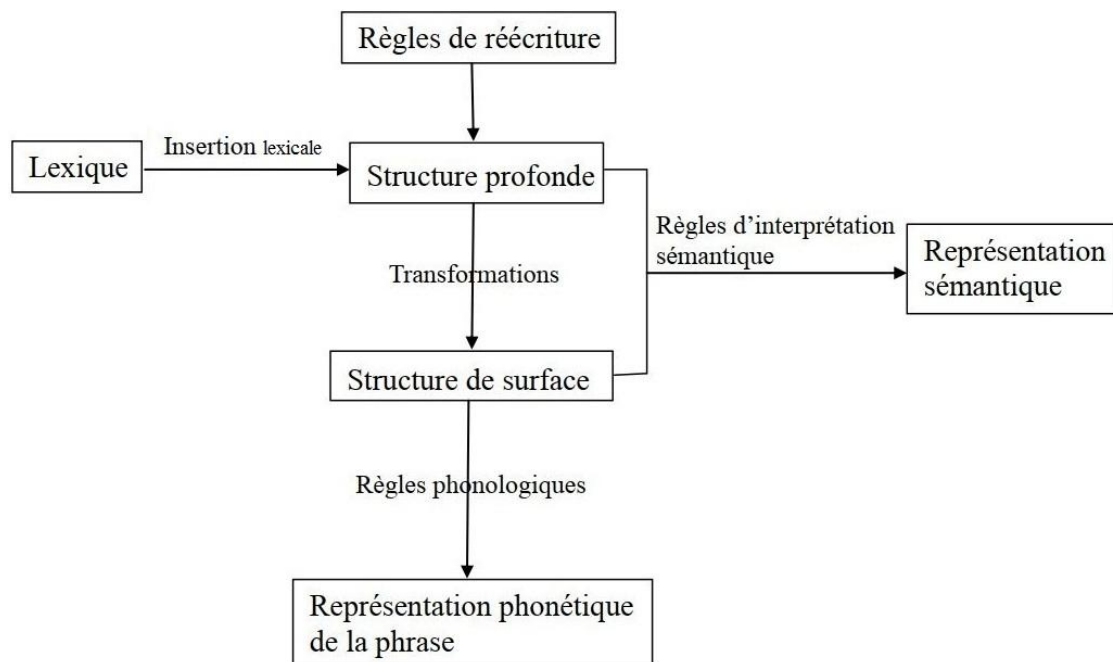 Règles de réécriture
Insertion lexicale
Lexique
Structure profonde
Règles d’interprétation
sémantique
Représentation
sémantique
Transformations
Structure de surface
Règles phonologiques
Représentation phonétique
de la phrase